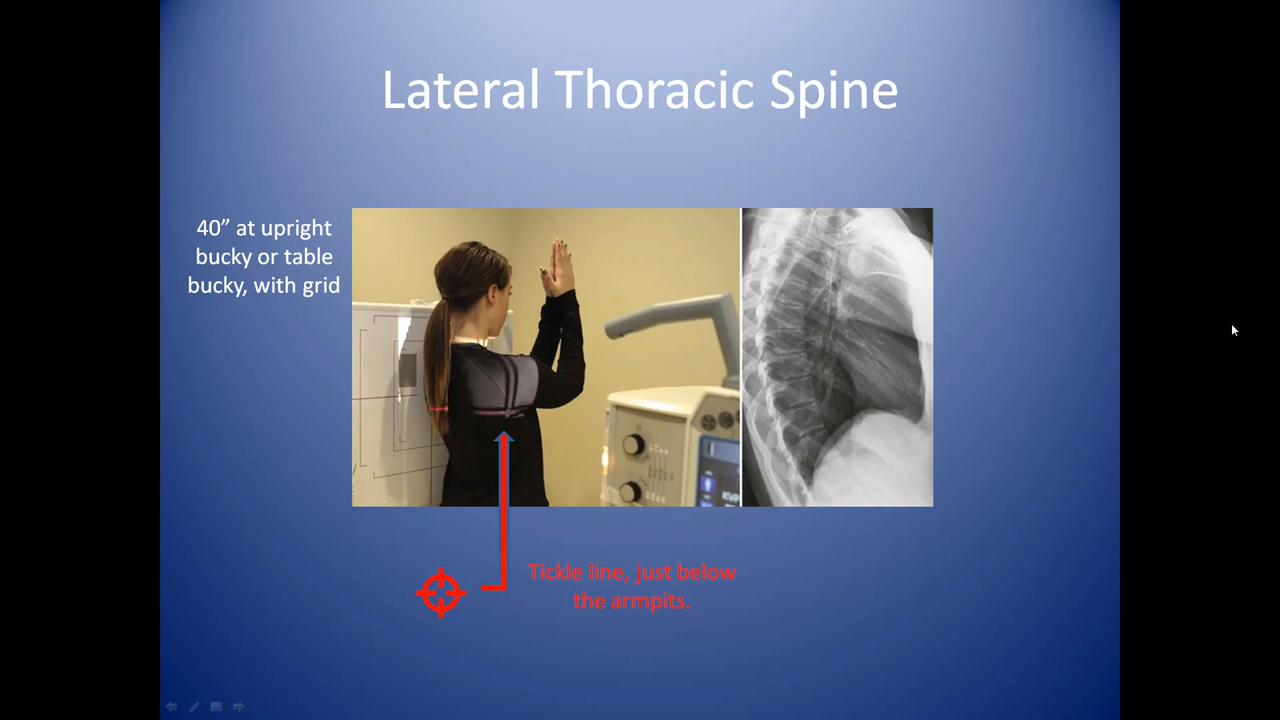 Lateral Thoracic Spine
40” at upright
bucky or table
bucky, with grid
Tickle line, just below
the armpits.